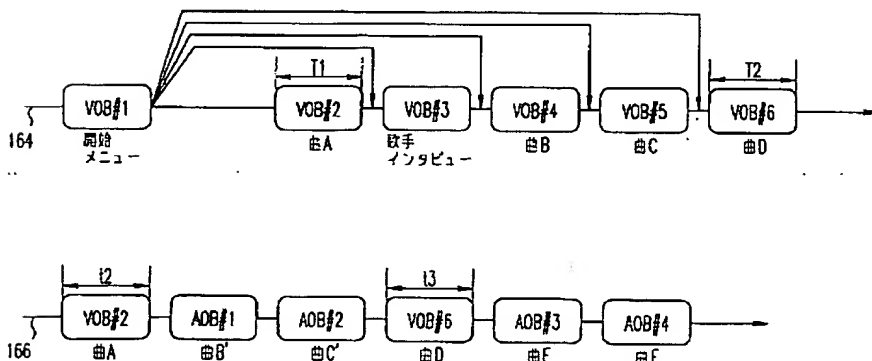 T1
T2
VOB#1
VOB#2
VOB#3
VOB#4
VOB#5
VOB#6
164
開始
メニュー
曲A
歌手
インタビュー
曲B
曲C
曲D
t2
t3
VOB#2
AOB#1
AOB#2
VOB#6
AOB#3
AOB#4
166
曲A
曲B'
曲C'
曲D
曲E
曲F